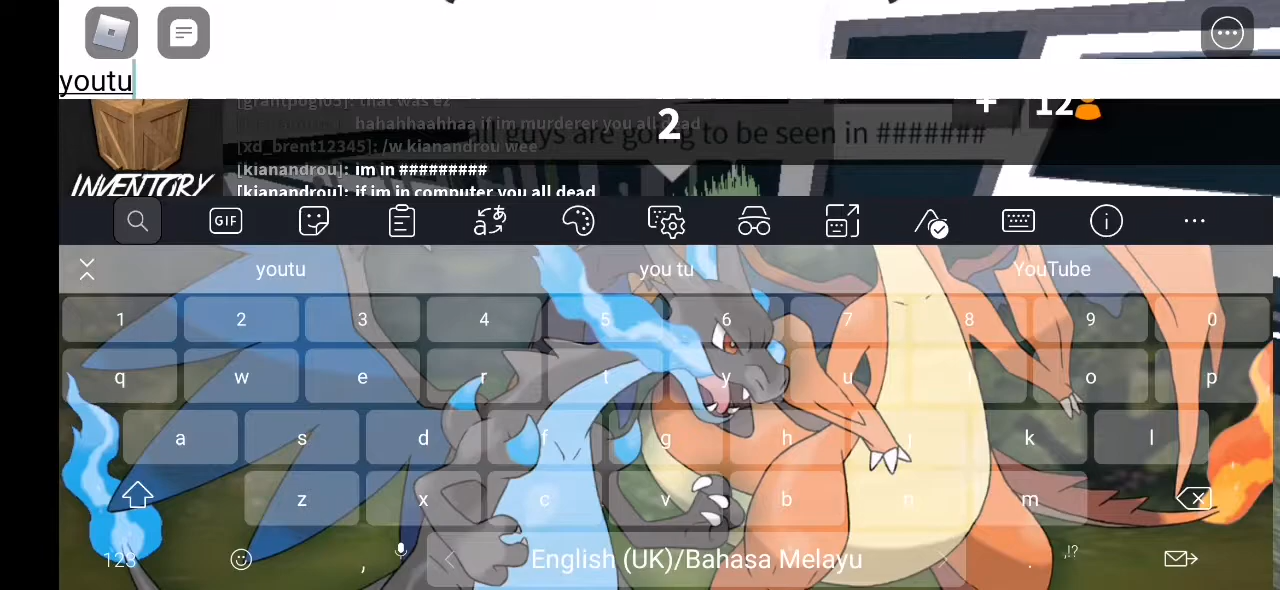 youtu
[grantpogi05]: that was ez
hahahhaahhaa if im murderer you all dead
all guys are going to be seen in #######
2
12
[xd_brent12345]: /w kianandrou wee
[kianandrou]: im in #########
[kianandrou]: if im in computer you all dead
INVENTORY
GIF
youtu you tu YouTube
1 2 3 4 5 6 7 8 9 0
q w e r t y u i o p
a s d f g h j k l
z x c v b n m
123 , English (UK)/Bahasa Melayu . ,!?